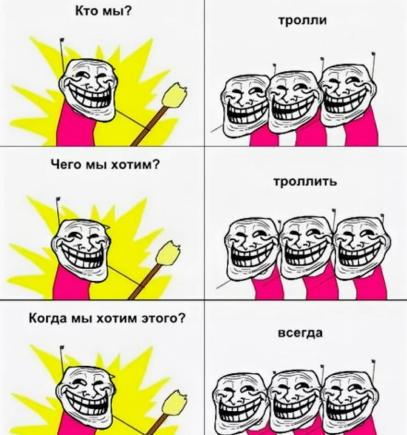 Кто мы?
тролли
Чего мы хотим?
троллить
Когда мы хотим этого?
всегда